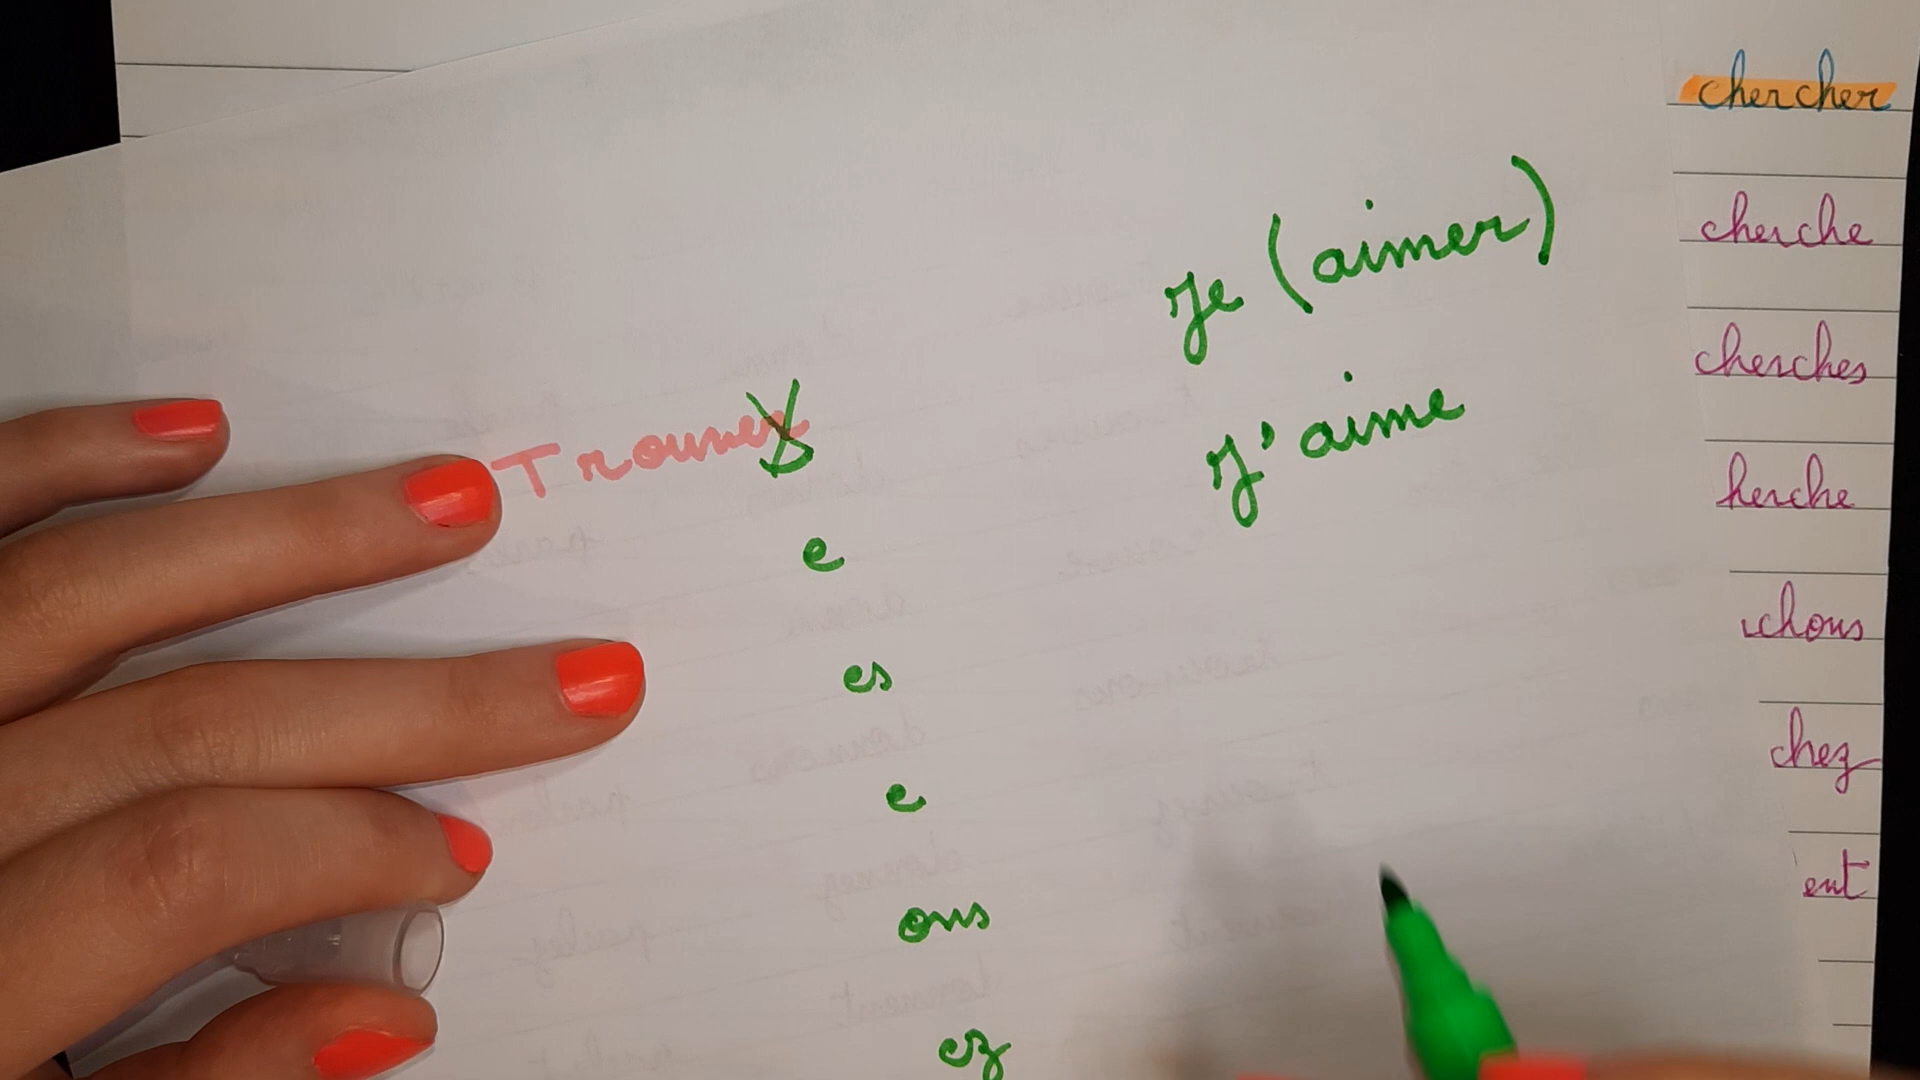 chercher
cherche
cherches
herche
chons
chez
ent
Je (aimer)
J'aime
Trouver
e
es
e
ons
ez